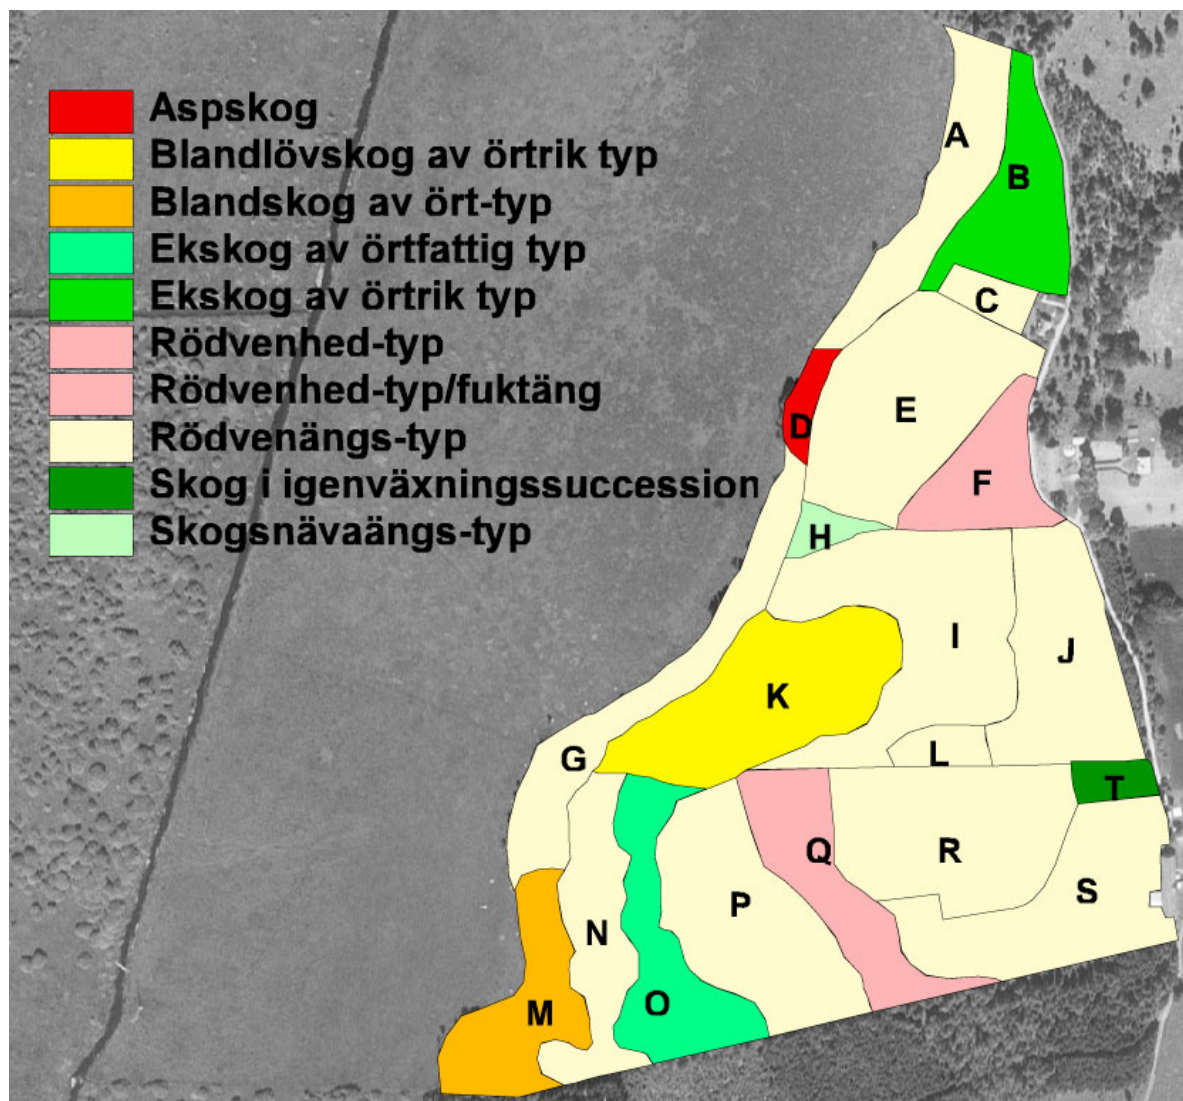 Aspskog
Blandlövskog av örtrik typ
Blandskog av ört-typ
Ekskog av örtfattig typ
Ekskog av örtrik typ
Rödvenhed-typ
Rödvenhed-typ/fuktäng
Rödvenängs-typ
Skog i igenväxningssuccession
Skogsnävaängs-typ
A
B
C
D
E
F
H
I
J
K
G
L
T
Q
R
P
S
N
O
M